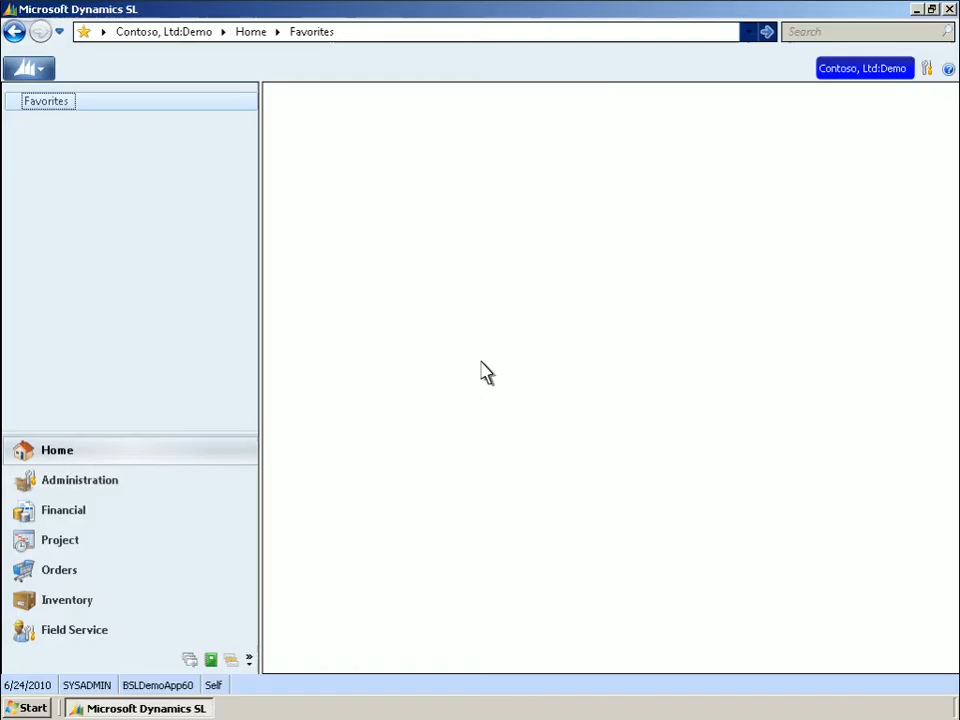 Microsoft Dynamics SL
Contoso, Ltd:Demo Home Favorites
Search
Contoso, Ltd:Demo
Favorites
Home
Administration
Financial
Project
Orders
Inventory
Field Service
6/24/2010 SYSADMIN BSLDemoApp60 Self
Start Microsoft Dynamics SL